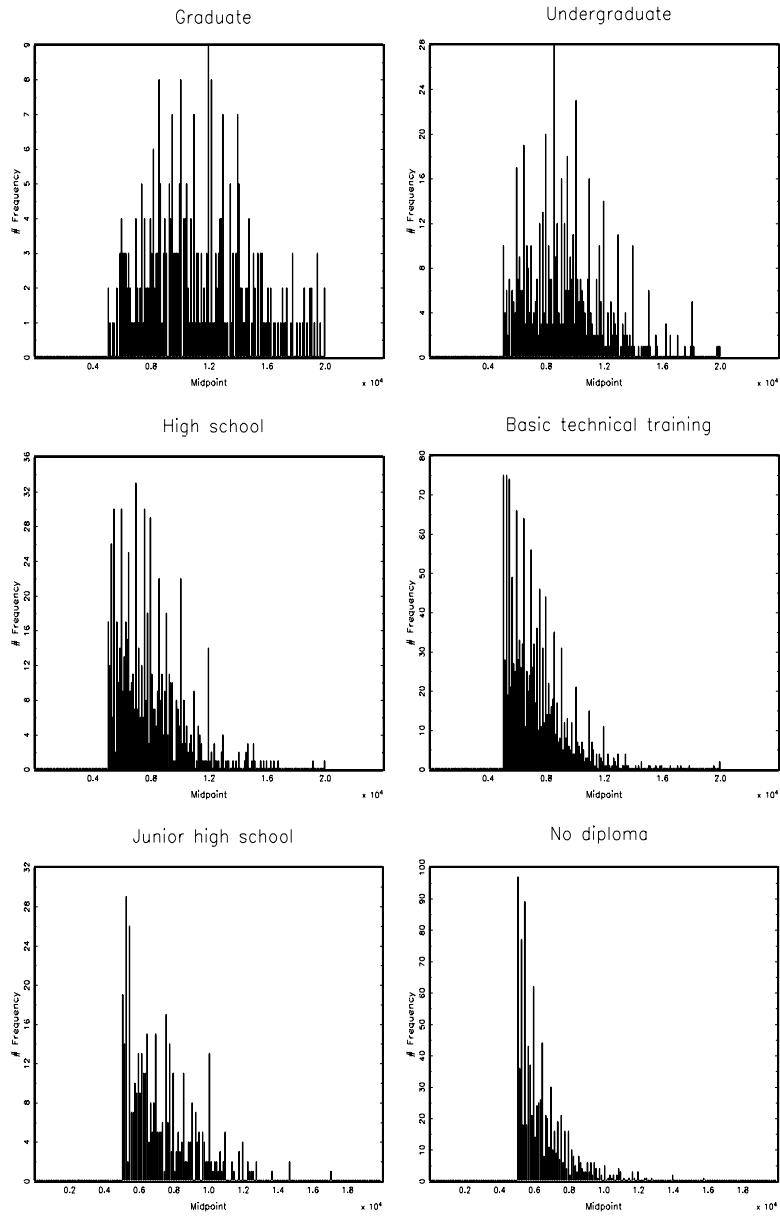 Graduate
# Frequency
9
8
7
6
5
4
3
2
1
0
0.4 0.8 1.2 1.6 2.0
Midpoint
x 10⁴
Undergraduate
# Frequency
28
24
20
16
12
8
4
0
0.4 0.8 1.2 1.6 2.0
Midpoint
x 10⁴
High school
# Frequency
36
32
28
24
20
16
12
8
4
0
0.4 0.8 1.2 1.6 2.0
Midpoint
x 10⁴
Basic technical training
# Frequency
80
70
60
50
40
30
20
10
0
0.4 0.8 1.2 1.6 2.0
Midpoint
x 10⁴
Junior high school
# Frequency
32
28
24
20
16
12
8
4
0
0.2 0.4 0.6 0.8 1.0 1.2 1.4 1.6 1.8
Midpoint
x 10⁴
No diploma
# Frequency
100
90
80
70
60
50
40
30
20
10
0
0.2 0.4 0.6 0.8 1.0 1.2 1.4 1.6 1.8
Midpoint
x 10⁴